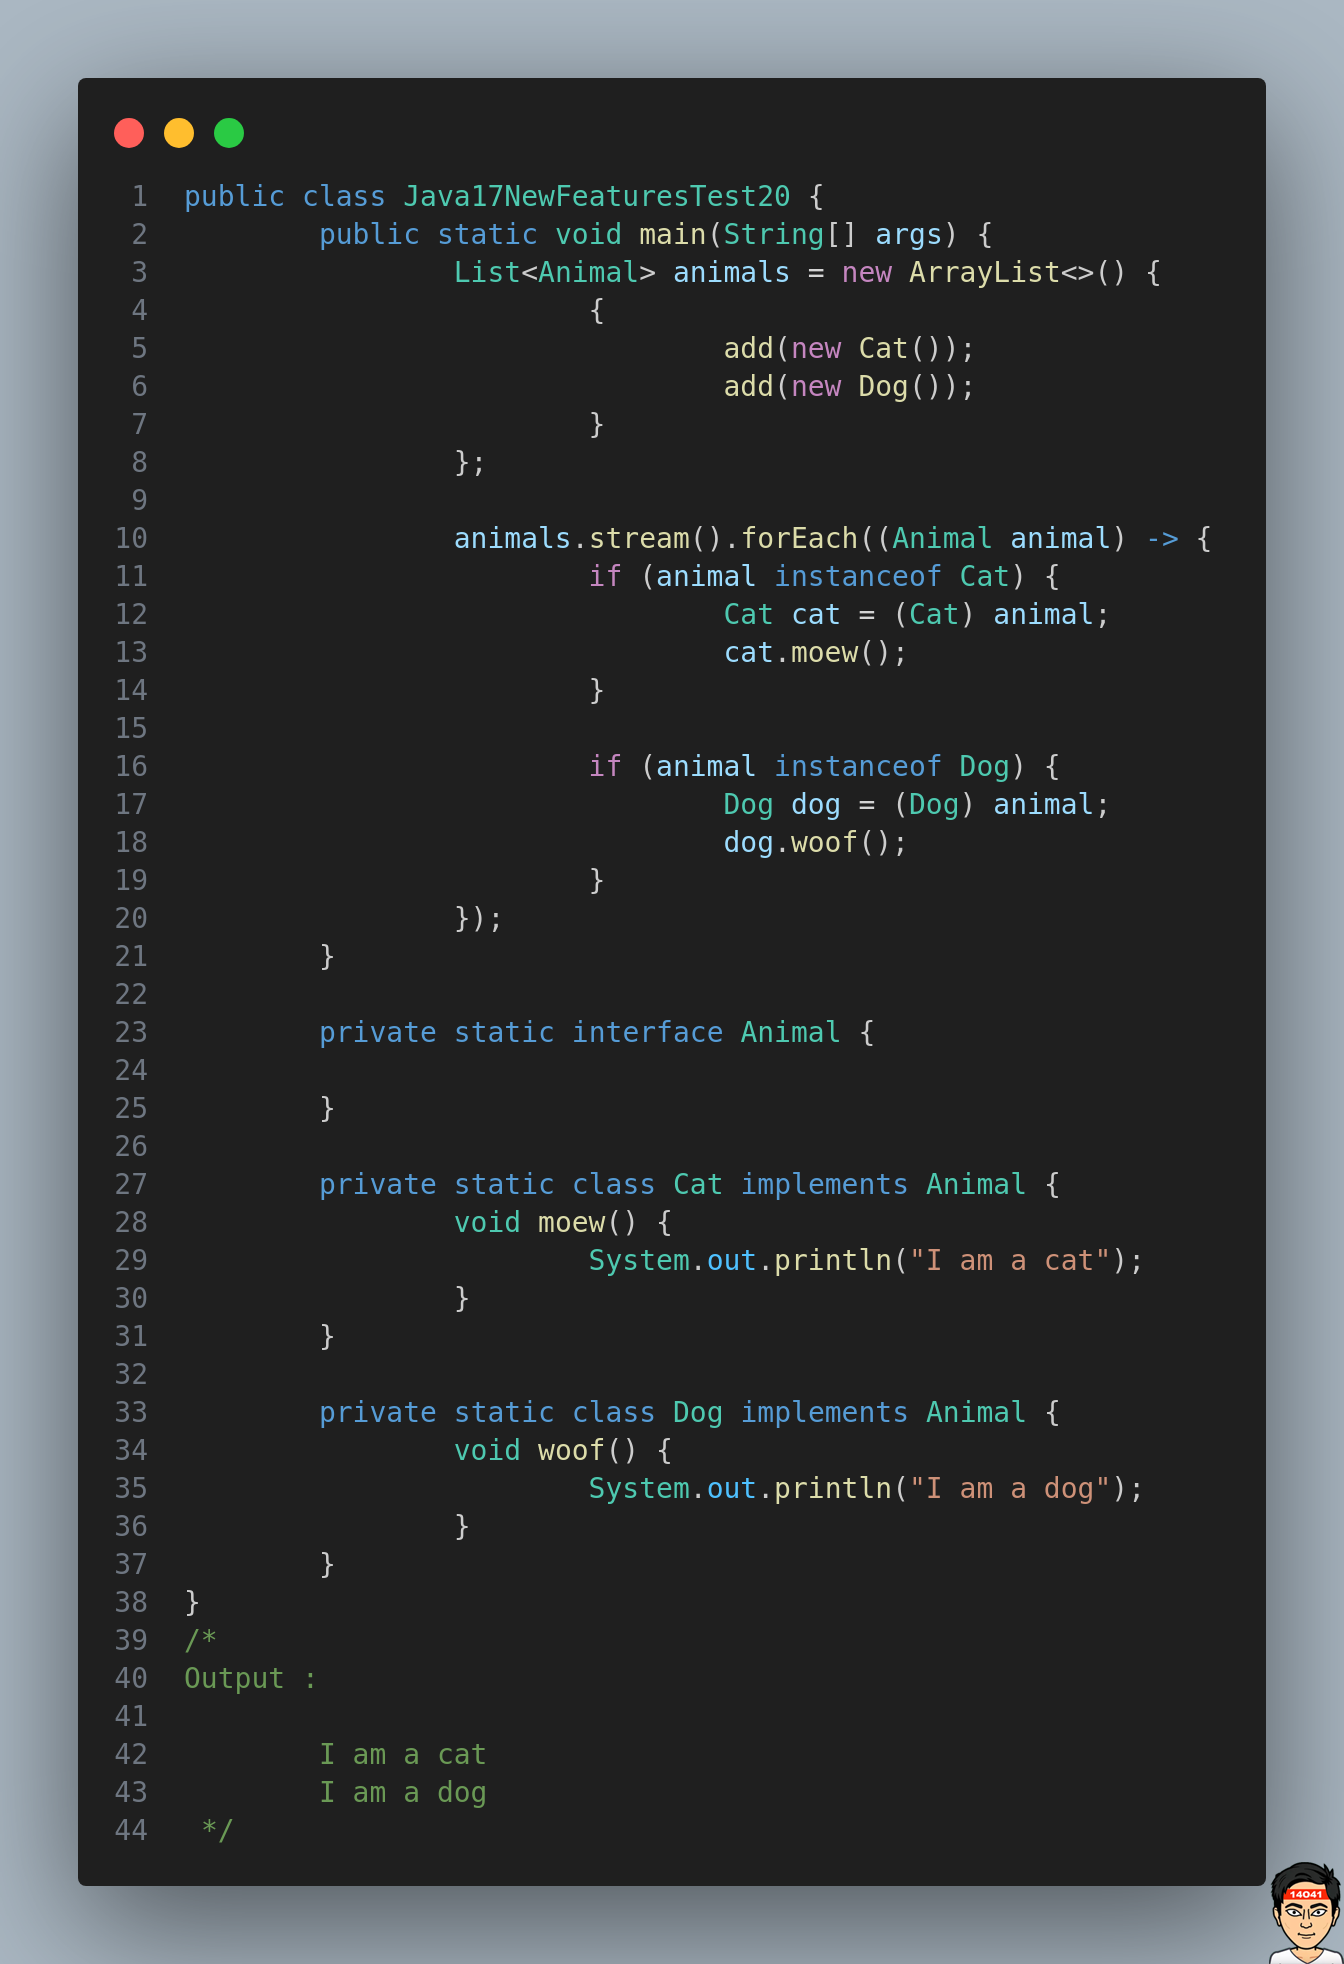 1 public class Java17NewFeaturesTest20 {
2 public static void main(String[] args) {
3 List<Animal> animals = new ArrayList<>() {
4 {
5 add(new Cat());
6 add(new Dog());
7 }
8 };
9
10 animals.stream().forEach((Animal animal) -> {
11 if (animal instanceof Cat) {
12 Cat cat = (Cat) animal;
13 cat.moew();
14 }
15
16 if (animal instanceof Dog) {
17 Dog dog = (Dog) animal;
18 dog.woof();
19 }
20 });
21 }
22
23 private static interface Animal {
24
25 }
26
27 private static class Cat implements Animal {
28 void moew() {
29 System.out.println("I am a cat");
30 }
31 }
32
33 private static class Dog implements Animal {
34 void woof() {
35 System.out.println("I am a dog");
36 }
37 }
38 }
39 /*
40 Output :
41
42 I am a cat
43 I am a dog
44 */
14041